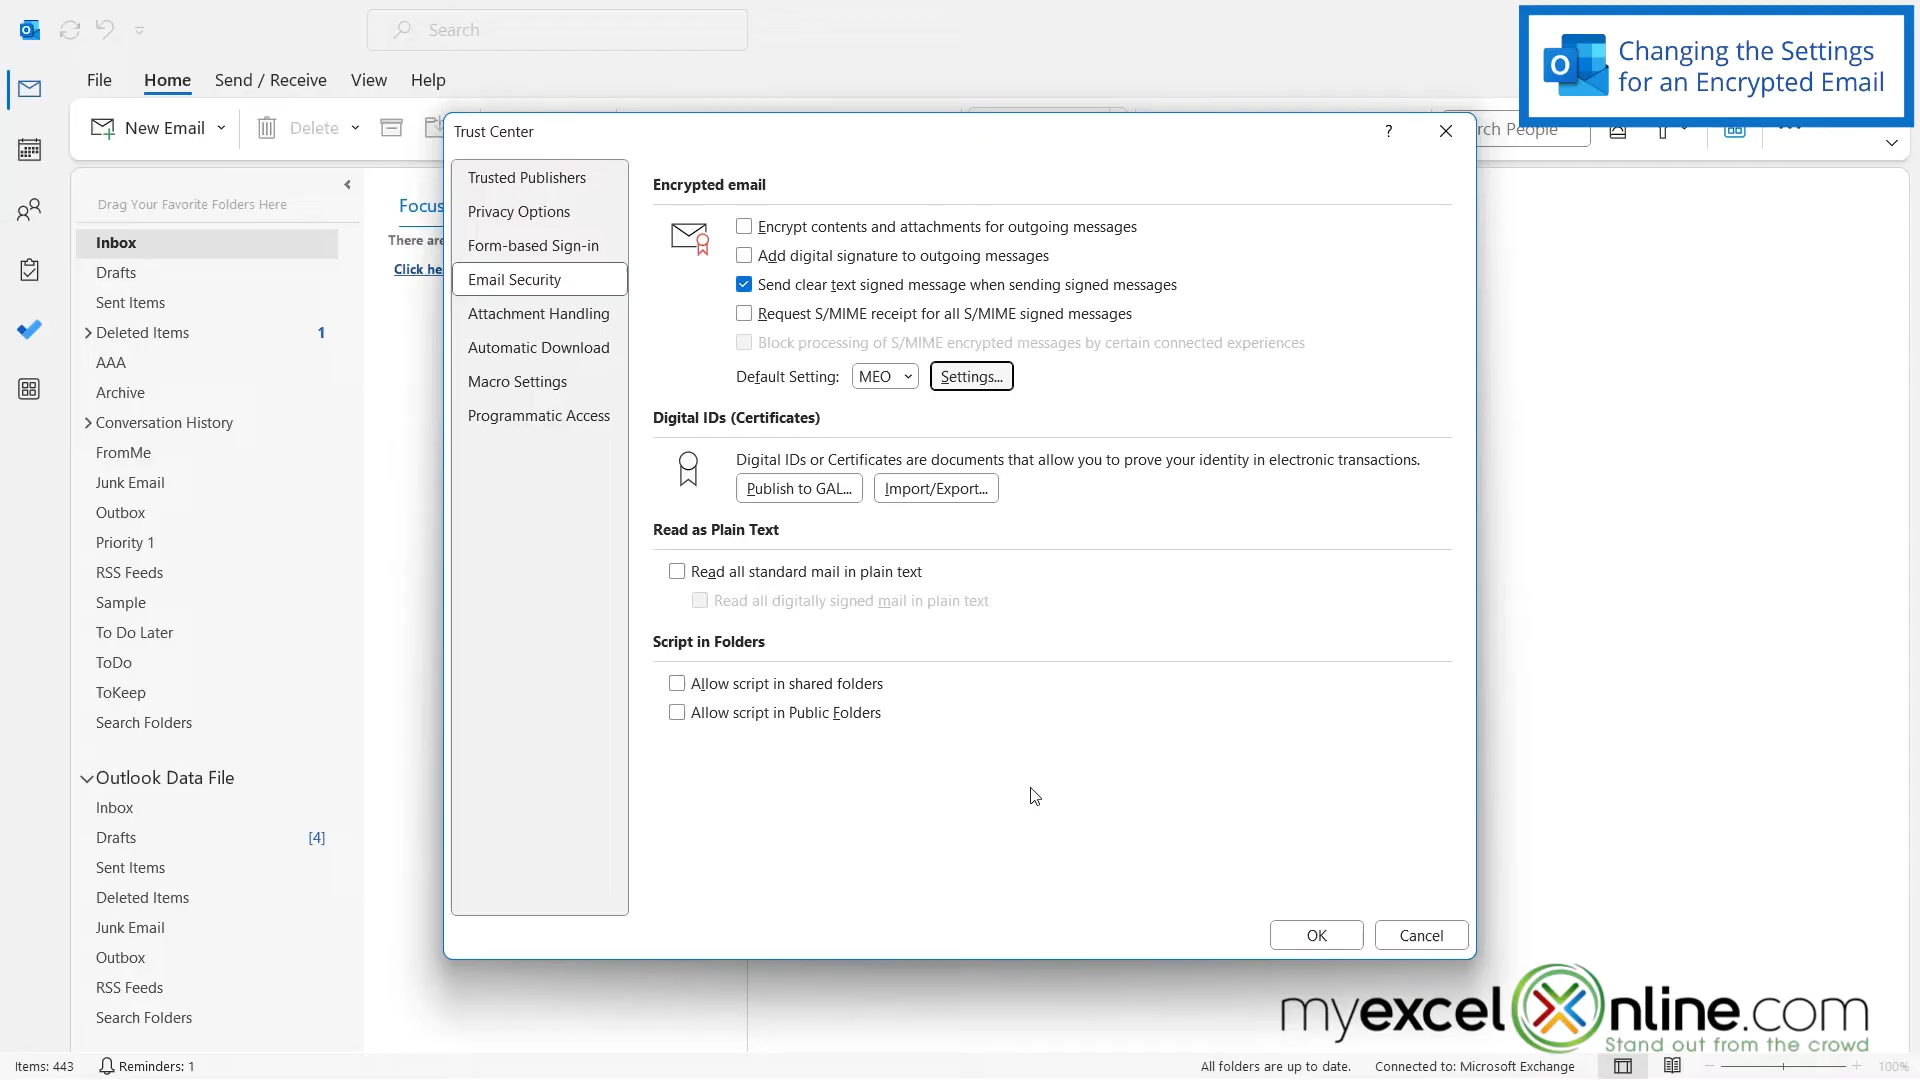 Search
Changing the Settings
for an Encrypted Email
File
Home
Send / Receive
View
Help
New Email
Delete
rch People
Drag Your Favorite Folders Here
Inbox
Drafts
Sent Items
Deleted Items 1
AAA
Archive
Conversation History
FromMe
Junk Email
Outbox
Priority 1
RSS Feeds
Sample
To Do Later
ToDo
ToKeep
Search Folders
Outlook Data File
Inbox
Drafts [4]
Sent Items
Deleted Items
Junk Email
Outbox
RSS Feeds
Search Folders
Focus
There are
Click he
Trust Center
?
Trusted Publishers
Privacy Options
Form-based Sign-in
Email Security
Attachment Handling
Automatic Download
Macro Settings
Programmatic Access
Encrypted email
Encrypt contents and attachments for outgoing messages
Add digital signature to outgoing messages
Send clear text signed message when sending signed messages
Request S/MIME receipt for all S/MIME signed messages
Block processing of S/MIME encrypted messages by certain connected experiences
Default Setting: MEO Settings...
Digital IDs (Certificates)
Digital IDs or Certificates are documents that allow you to prove your identity in electronic transactions.
Publish to GAL... Import/Export...
Read as Plain Text
Read all standard mail in plain text
Read all digitally signed mail in plain text
Script in Folders
Allow script in shared folders
Allow script in Public Folders
OK Cancel
myexcelOnline.com
Stand out from the crowd
Items: 443 Reminders: 1 All folders are up to date. Connected to: Microsoft Exchange 100%